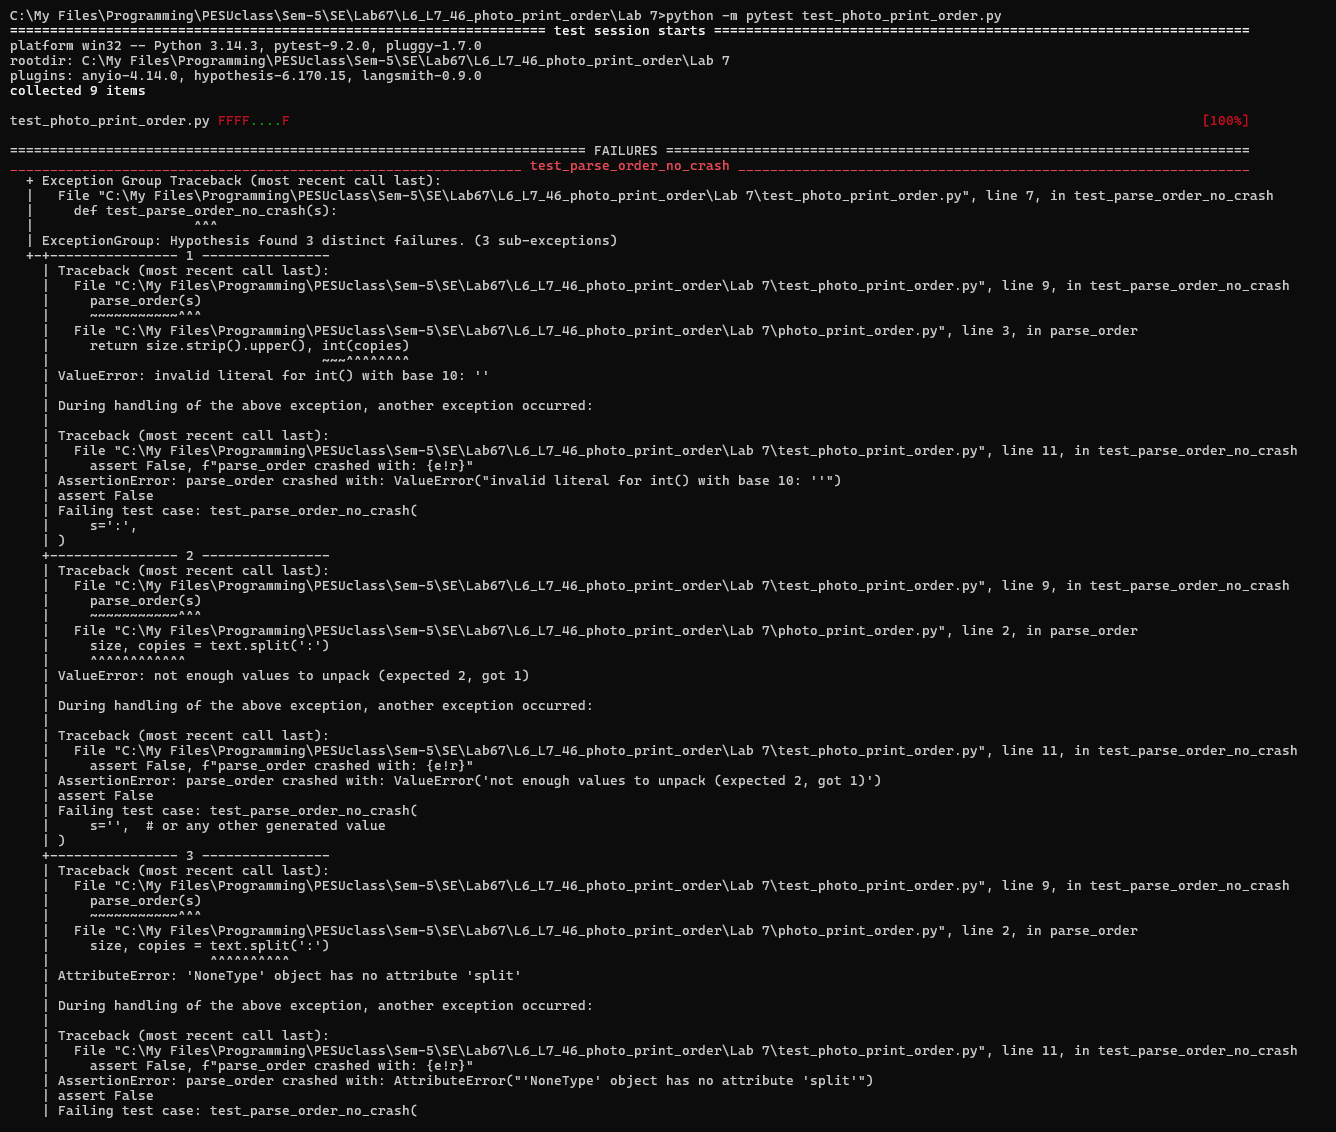 C:\My Files\Programming\PESUclass\Sem-5\SE\Lab67\L6_L7_46_photo_print_order\Lab 7>python -m pytest test_photo_print_order.py
=================================================================== test session starts ===================================================================
platform win32 -- Python 3.14.3, pytest-9.2.0, pluggy-1.7.0
rootdir: C:\My Files\Programming\PESUclass\Sem-5\SE\Lab67\L6_L7_46_photo_print_order\Lab 7
plugins: anyio-4.14.0, hypothesis-6.170.15, langsmith-0.9.0
collected 9 items

test_photo_print_order.py FFFF....F                                                                                                                  [100%]

======================================================================== FAILURES =========================================================================
________________________________________________________________ test_parse_order_no_crash ________________________________________________________________
  + Exception Group Traceback (most recent call last):
  |   File "C:\My Files\Programming\PESUclass\Sem-5\SE\Lab67\L6_L7_46_photo_print_order\Lab 7\test_photo_print_order.py", line 7, in test_parse_order_no_crash
  |     def test_parse_order_no_crash(s):
  |                    ^^^
  | ExceptionGroup: Hypothesis found 3 distinct failures. (3 sub-exceptions)
  +-+---------------- 1 ----------------
    | Traceback (most recent call last):
    |   File "C:\My Files\Programming\PESUclass\Sem-5\SE\Lab67\L6_L7_46_photo_print_order\Lab 7\test_photo_print_order.py", line 9, in test_parse_order_no_crash
    |     parse_order(s)
    |     ~~~~~~~~~~~^^^
    |   File "C:\My Files\Programming\PESUclass\Sem-5\SE\Lab67\L6_L7_46_photo_print_order\Lab 7\photo_print_order.py", line 3, in parse_order
    |     return size.strip().upper(), int(copies)
    |                                  ~~~^^^^^^^^
    | ValueError: invalid literal for int() with base 10: ''
    |
    | During handling of the above exception, another exception occurred:
    |
    | Traceback (most recent call last):
    |   File "C:\My Files\Programming\PESUclass\Sem-5\SE\Lab67\L6_L7_46_photo_print_order\Lab 7\test_photo_print_order.py", line 11, in test_parse_order_no_crash
    |     assert False, f"parse_order crashed with: {e!r}"
    | AssertionError: parse_order crashed with: ValueError("invalid literal for int() with base 10: ''")
    | assert False
    | Failing test case: test_parse_order_no_crash(
    |     s=':',
    | )
    +---------------- 2 ----------------
    | Traceback (most recent call last):
    |   File "C:\My Files\Programming\PESUclass\Sem-5\SE\Lab67\L6_L7_46_photo_print_order\Lab 7\test_photo_print_order.py", line 9, in test_parse_order_no_crash
    |     parse_order(s)
    |     ~~~~~~~~~~~^^^
    |   File "C:\My Files\Programming\PESUclass\Sem-5\SE\Lab67\L6_L7_46_photo_print_order\Lab 7\photo_print_order.py", line 2, in parse_order
    |     size, copies = text.split(':')
    |     ^^^^^^^^^^^^
    | ValueError: not enough values to unpack (expected 2, got 1)
    |
    | During handling of the above exception, another exception occurred:
    |
    | Traceback (most recent call last):
    |   File "C:\My Files\Programming\PESUclass\Sem-5\SE\Lab67\L6_L7_46_photo_print_order\Lab 7\test_photo_print_order.py", line 11, in test_parse_order_no_crash
    |     assert False, f"parse_order crashed with: {e!r}"
    | AssertionError: parse_order crashed with: ValueError('not enough values to unpack (expected 2, got 1)')
    | assert False
    | Failing test case: test_parse_order_no_crash(
    |     s='',  # or any other generated value
    | )
    +---------------- 3 ----------------
    | Traceback (most recent call last):
    |   File "C:\My Files\Programming\PESUclass\Sem-5\SE\Lab67\L6_L7_46_photo_print_order\Lab 7\test_photo_print_order.py", line 9, in test_parse_order_no_crash
    |     parse_order(s)
    |     ~~~~~~~~~~~^^^
    |   File "C:\My Files\Programming\PESUclass\Sem-5\SE\Lab67\L6_L7_46_photo_print_order\Lab 7\photo_print_order.py", line 2, in parse_order
    |     size, copies = text.split(':')
    |                    ^^^^^^^^^^
    | AttributeError: 'NoneType' object has no attribute 'split'
    |
    | During handling of the above exception, another exception occurred:
    |
    | Traceback (most recent call last):
    |   File "C:\My Files\Programming\PESUclass\Sem-5\SE\Lab67\L6_L7_46_photo_print_order\Lab 7\test_photo_print_order.py", line 11, in test_parse_order_no_crash
    |     assert False, f"parse_order crashed with: {e!r}"
    | AssertionError: parse_order crashed with: AttributeError("'NoneType' object has no attribute 'split'")
    | assert False
    | Failing test case: test_parse_order_no_crash(